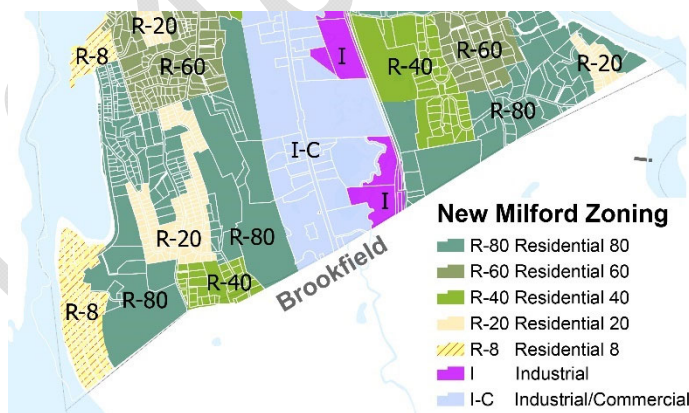 R-20
R-8
R-60
I
R-40
R-60
R-20
R-80
I-C
I
R-20
R-80
R-80
R-40
R-8
Brookfield
New Milford Zoning
R-80 Residential 80
R-60 Residential 60
R-40 Residential 40
R-20 Residential 20
R-8 Residential 8
I Industrial
I-C Industrial/Commercial